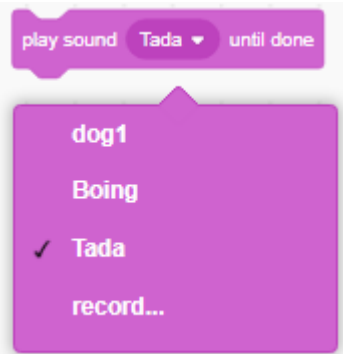 play sound Tada until done
dog1
Boing
Tada
record...